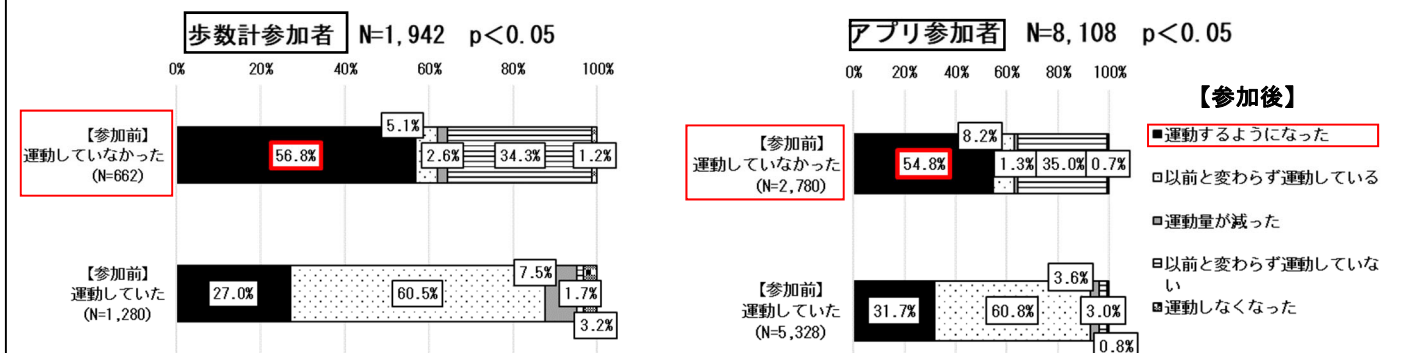 歩数計参加者 N=1,942 p<0.05
0% 20% 40% 60% 80% 100%
【参加前】
運動していなかった
(N=662)
56.8%
5.1%
2.6%
34.3%
1.2%
【参加前】
運動していた
(N=1,280)
27.0%
60.5%
7.5%
1.7%
3.2%
アプリ参加者 N=8,108 p<0.05
0% 20% 40% 60% 80% 100%
【参加前】
運動していなかった
(N=2,780)
54.8%
8.2%
1.3%
35.0%
0.7%
【参加前】
運動していた
(N=5,328)
31.7%
60.8%
3.6%
3.0%
0.8%
【参加後】
運動するようになった
以前と変わらず運動している
運動量が減った
以前と変わらず運動していな
い
運動しなくなった